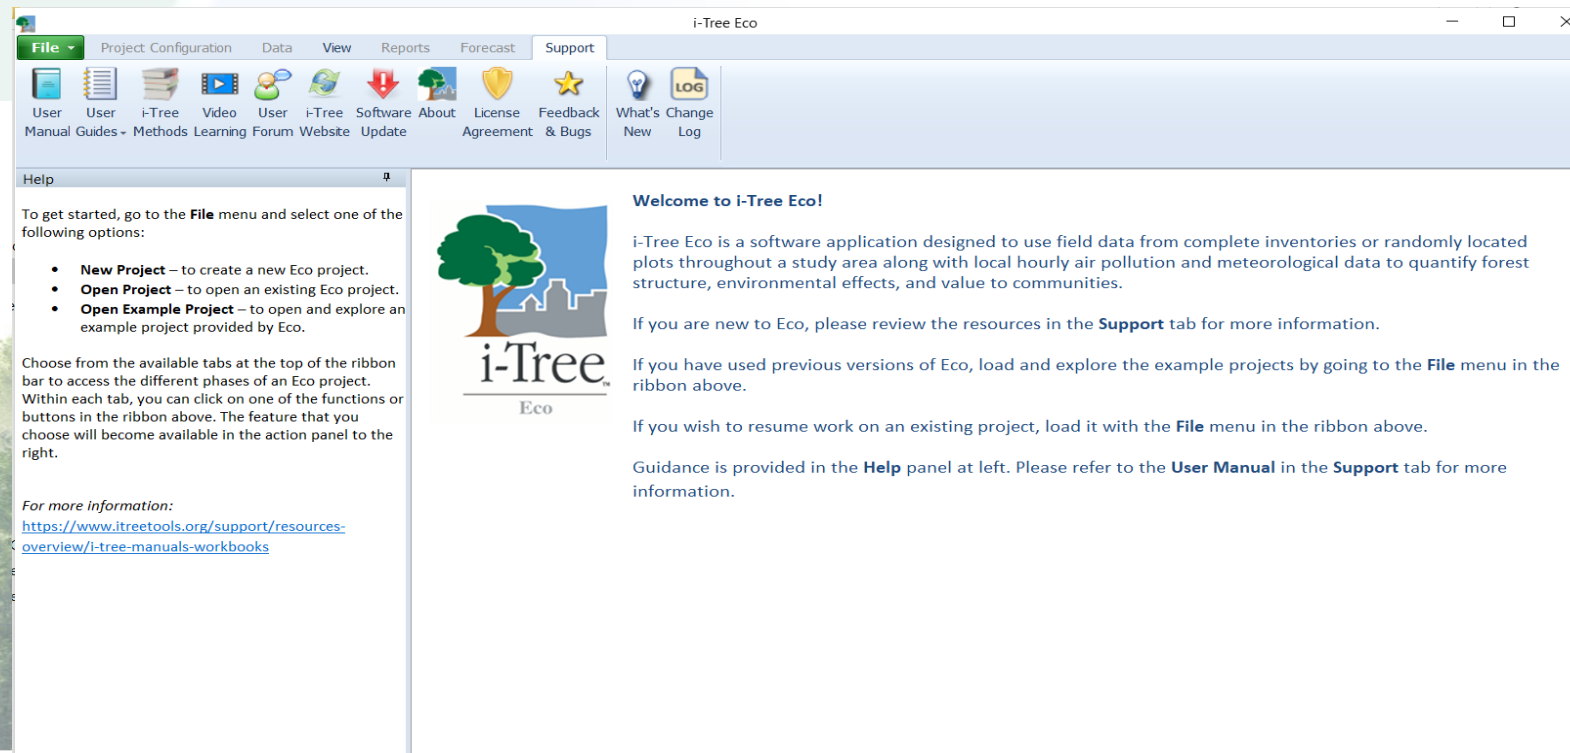 i-Tree Eco
File Project Configuration Data View Reports Forecast Support
User Manual
User Guides
i-Tree Methods
Video Learning
User Forum
i-Tree Website
Software Update
About
License Agreement
Feedback & Bugs
What's New
Change Log
LOG
Help
To get started, go to the File menu and select one of the
following options:
• New Project – to create a new Eco project.
• Open Project – to open an existing Eco project.
• Open Example Project – to open and explore an
example project provided by Eco.
Choose from the available tabs at the top of the ribbon
bar to access the different phases of an Eco project.
Within each tab, you can click on one of the functions or
buttons in the ribbon above. The feature that you
choose will become available in the action panel to the
right.
For more information:
https://www.itreetools.org/support/resources-
overview/i-tree-manuals-workbooks
i-Tree™
Eco
Welcome to i-Tree Eco!
i-Tree Eco is a software application designed to use field data from complete inventories or randomly located
plots throughout a study area along with local hourly air pollution and meteorological data to quantify forest
structure, environmental effects, and value to communities.
If you are new to Eco, please review the resources in the Support tab for more information.
If you have used previous versions of Eco, load and explore the example projects by going to the File menu in the
ribbon above.
If you wish to resume work on an existing project, load it with the File menu in the ribbon above.
Guidance is provided in the Help panel at left. Please refer to the User Manual in the Support tab for more
information.